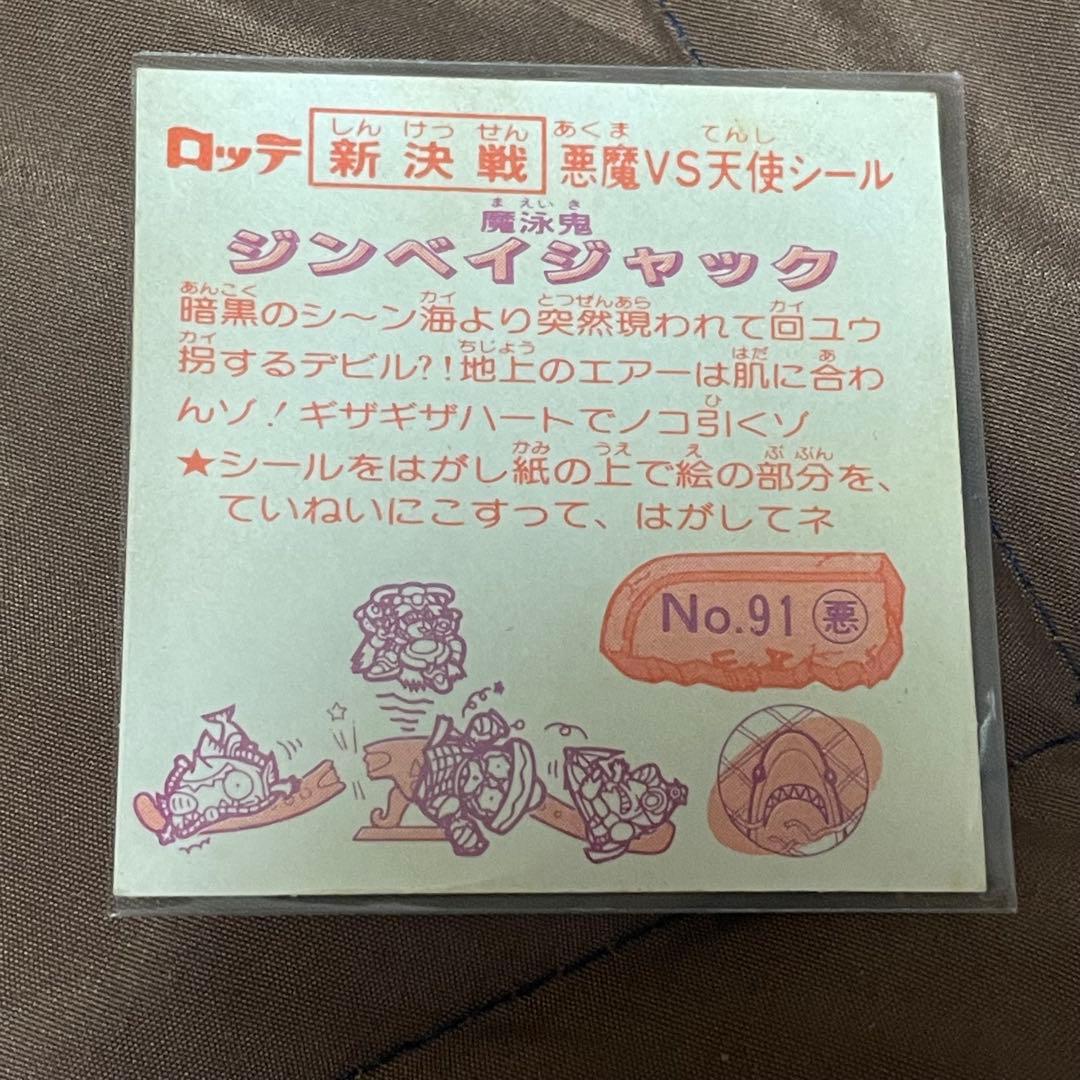 ロッテ 新決戦 悪魔VS天使シール
しん けっ せん あくま てんし
魔泳鬼
ま えい き
ジンベイジャック
暗黒のシ〜ン海より突然現われて回ユウ
あんこく カイ とつぜんあら カイ
拐するデビル?!地上のエアーは肌に合わ
カイ ちじょう はだ あ
んゾ!ギザギザハートでノコ引くゾ
ひ
★シールをはがし紙の上で絵の部分を、
かみ うえ え ぶ ぶん
ていねいにこすって、はがしてネ
No.91 悪